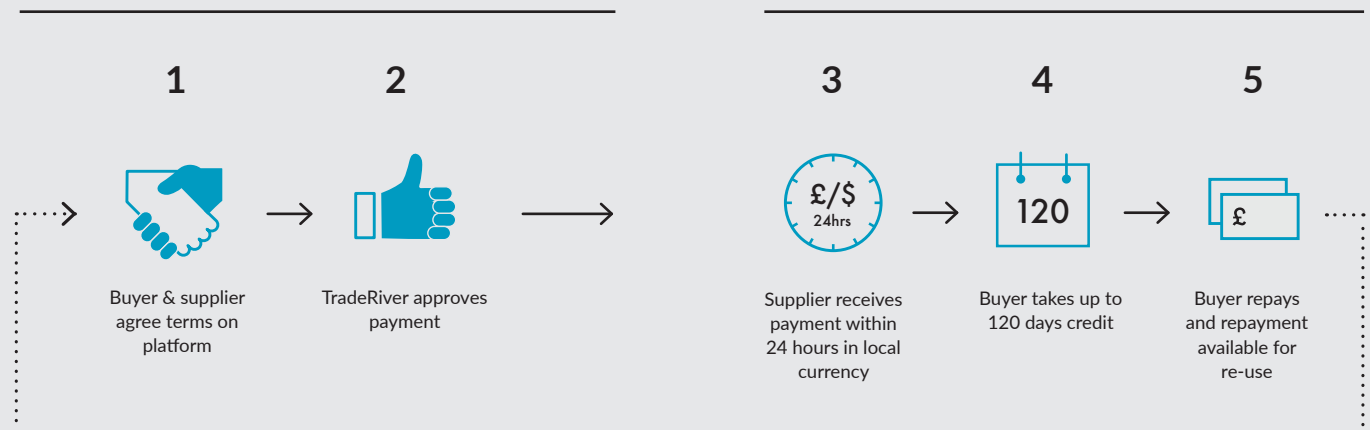 1
Buyer & supplier
agree terms on
platform
2
TradeRiver approves
payment
3
£/$
24hrs
Supplier receives
payment within
24 hours in local
currency
4
120
Buyer takes up to
120 days credit
5
£
Buyer repays
and repayment
available for
re-use